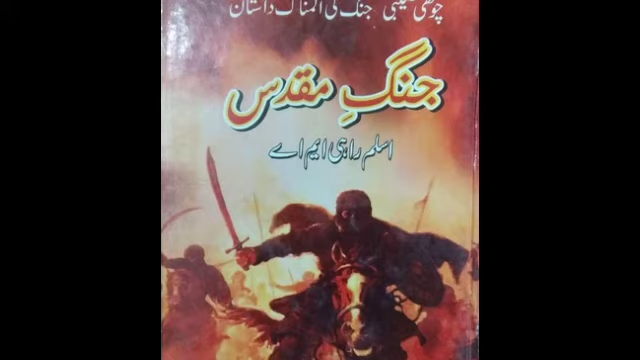 چوتھی صلیبی جنگ کی المناک داستان
جنگِ مقدس
اسلم راہی ایم اے